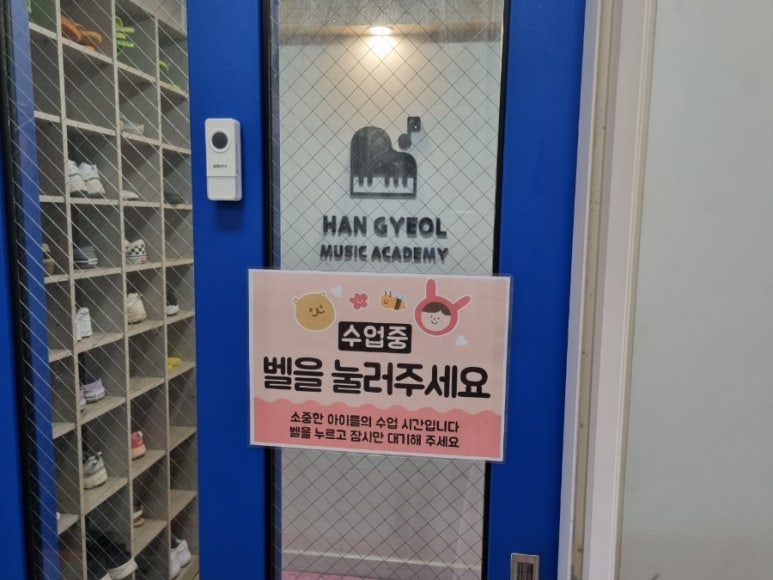 HAN GYEOL
MUSIC ACADEMY
수업중
벨을 눌러주세요
소중한 아이들의 수업 시간입니다
벨을 누르고 잠시만 대기해 주세요